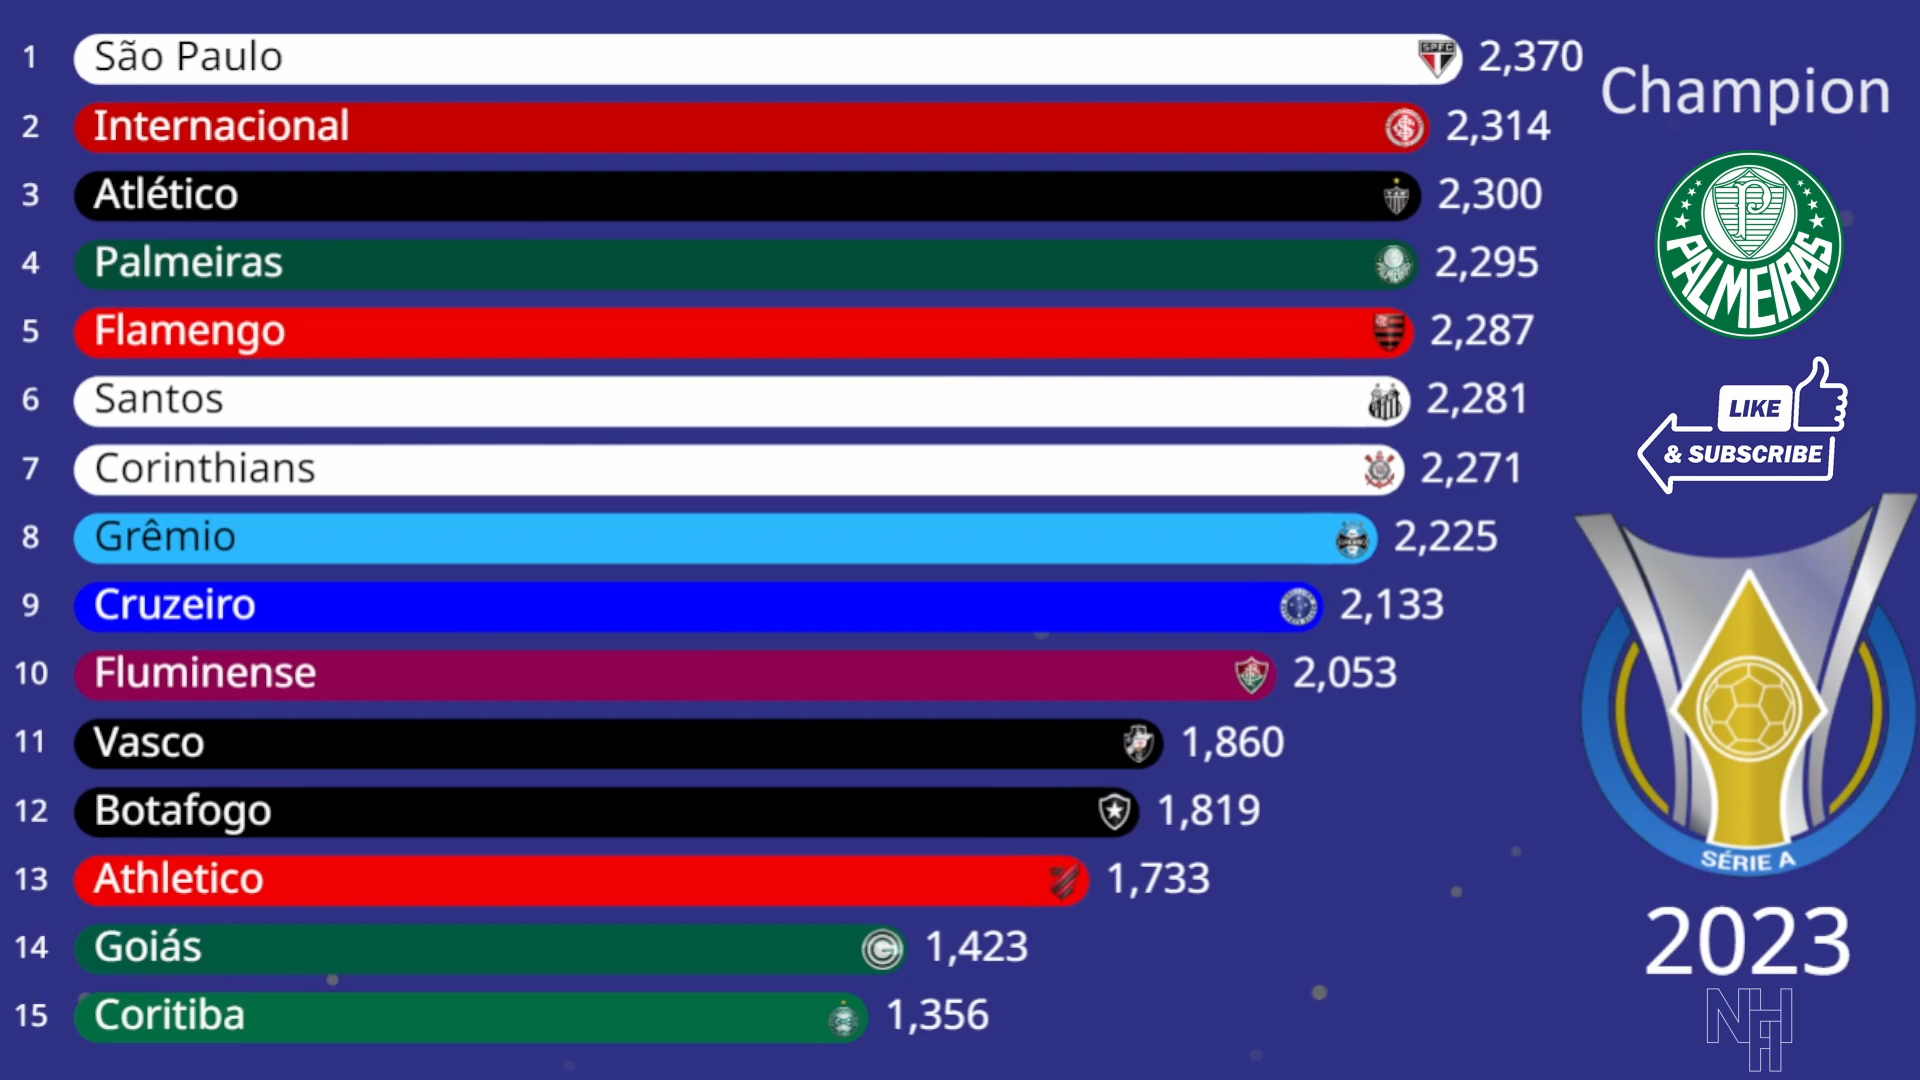 1 São Paulo SPFC 2,370
Champion
2 Internacional 2,314
3 Atlético 2,300
4 Palmeiras 2,295
P
PALMEIRAS
5 Flamengo 2,287
6 Santos 2,281
LIKE
& SUBSCRIBE
7 Corinthians 2,271
8 Grêmio 2,225
9 Cruzeiro 2,133
10 Fluminense 2,053
11 Vasco 1,860
12 Botafogo 1,819
13 Athletico 1,733
SÉRIE A
14 Goiás G 1,423
2023
15 Coritiba 1,356